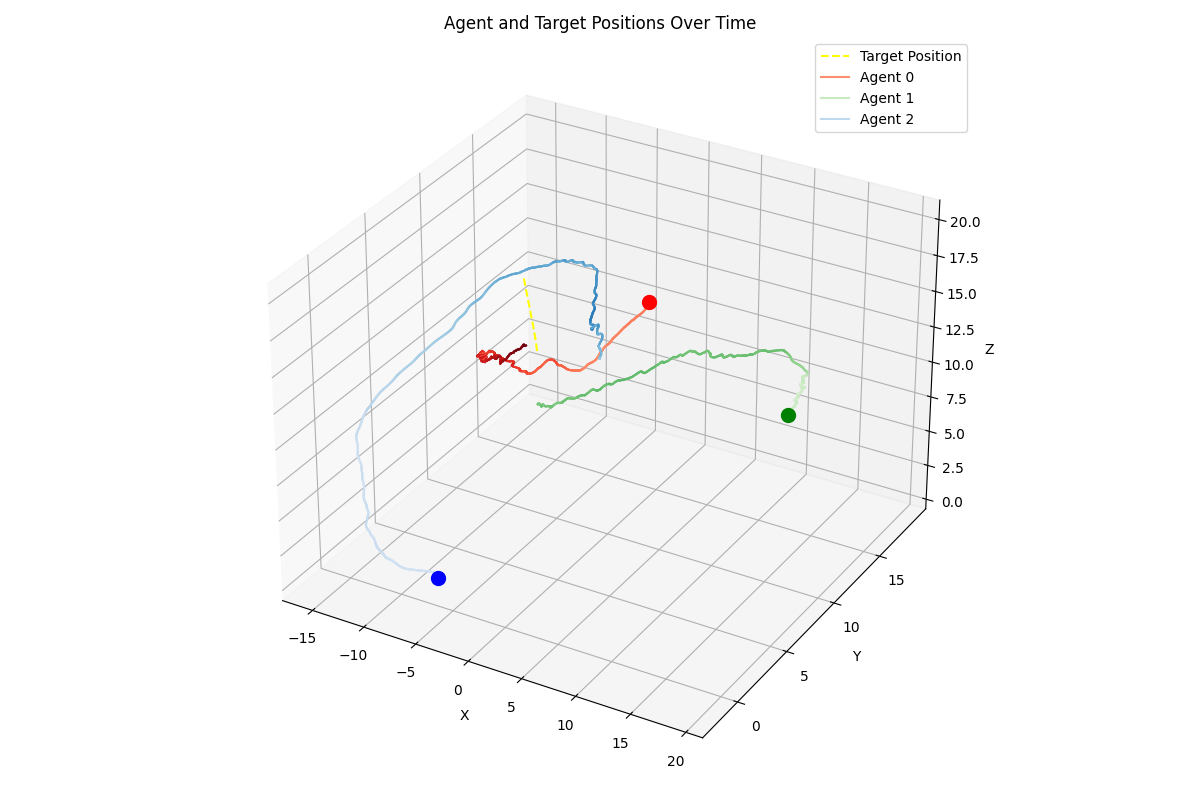 Agent and Target Positions Over Time
Target Position
Agent 0
Agent 1
Agent 2
20.0
17.5
15.0
12.5
Z
10.0
7.5
5.0
2.5
0.0
15
10
Y
5
0
−15
−10
−5
0
X
5
10
15
20